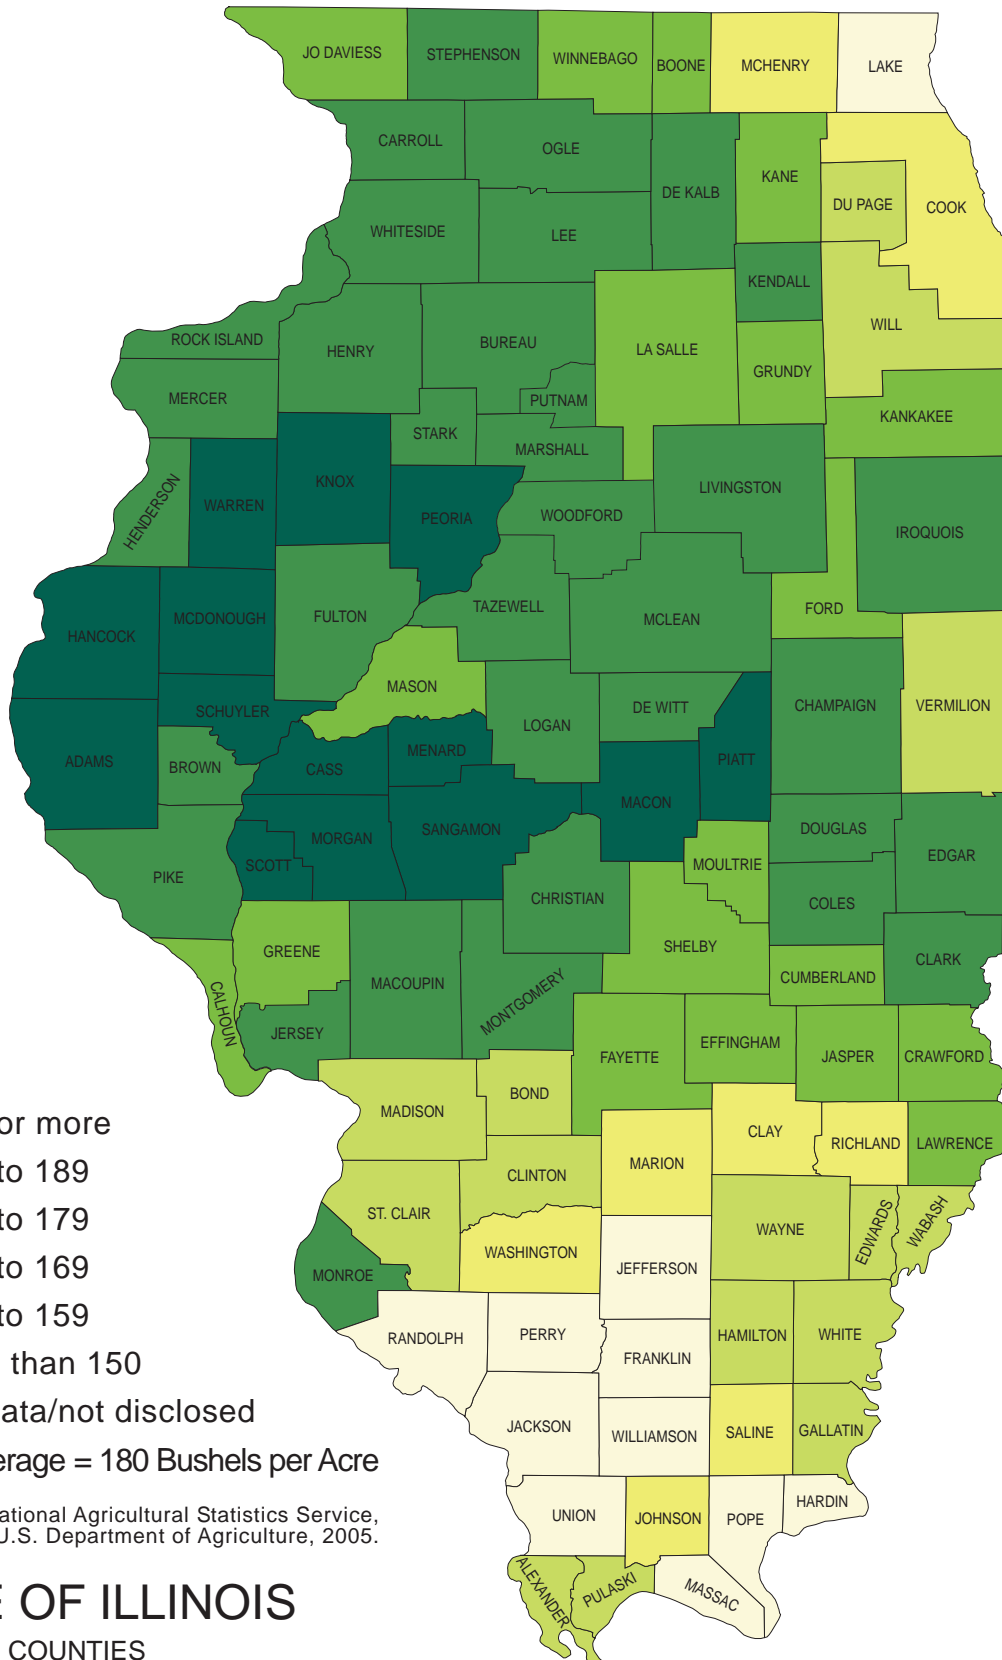 JO DAVIESS
STEPHENSON
WINNEBAGO
BOONE
MCHENRY
LAKE
CARROLL
OGLE
DE KALB
KANE
DU PAGE
COOK
WHITESIDE
LEE
KENDALL
WILL
ROCK ISLAND
HENRY
BUREAU
LA SALLE
GRUNDY
MERCER
PUTNAM
KANKAKEE
STARK
MARSHALL
HENDERSON
WARREN
KNOX
PEORIA
WOODFORD
LIVINGSTON
IROQUOIS
HANCOCK
MCDONOUGH
FULTON
TAZEWELL
MCLEAN
FORD
MASON
SCHUYLER
LOGAN
DE WITT
CHAMPAIGN
VERMILION
ADAMS
BROWN
CASS
MENARD
PIATT
MACON
SANGAMON
MORGAN
SCOTT
DOUGLAS
EDGAR
PIKE
CHRISTIAN
MOULTRIE
COLES
GREENE
SHELBY
CUMBERLAND
CLARK
CALHOUN
MACOUPIN
MONTGOMERY
JERSEY
FAYETTE
EFFINGHAM
JASPER
CRAWFORD
MADISON
BOND
CLAY
RICHLAND
LAWRENCE
MARION
CLINTON
ST. CLAIR
WAYNE
EDWARDS
WABASH
WASHINGTON
JEFFERSON
MONROE
RANDOLPH
PERRY
FRANKLIN
HAMILTON
WHITE
JACKSON
WILLIAMSON
SALINE
GALLATIN
UNION
JOHNSON
POPE
HARDIN
ALEXANDER
PULASKI
MASSAC
or more
to 189
to 179
to 169
to 159
than 150
ata/not disclosed
erage = 180 Bushels per Acre
ational Agricultural Statistics Service,
U.S. Department of Agriculture, 2005.
E OF ILLINOIS
COUNTIES